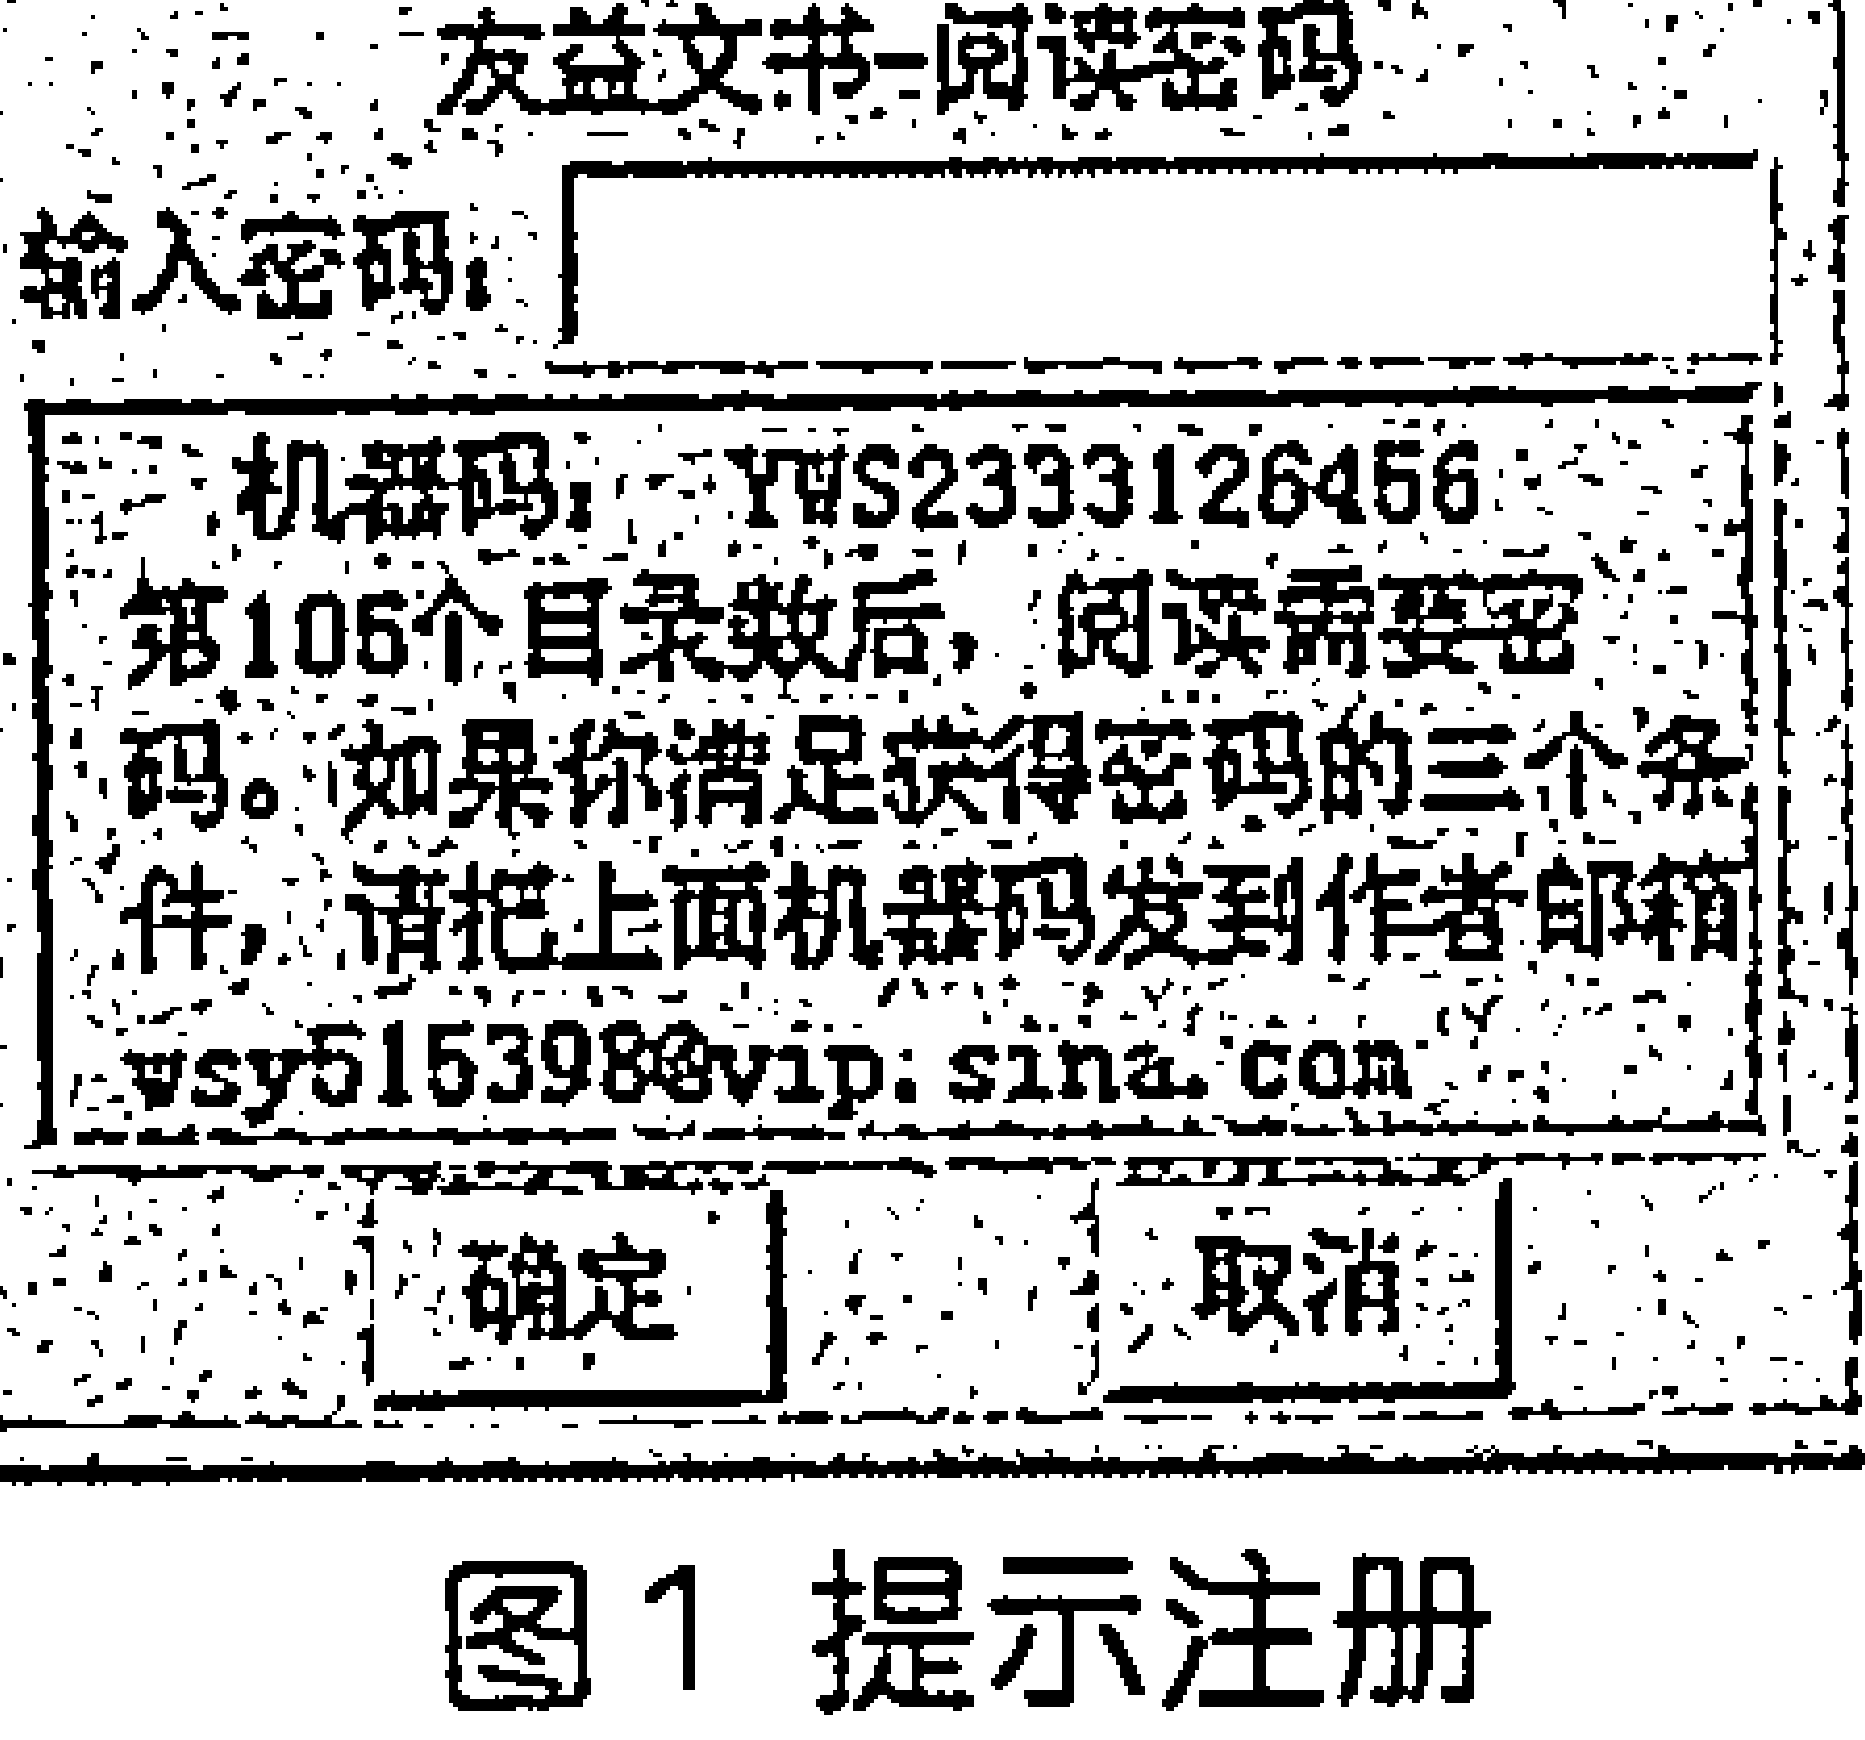 友益文书-阅读密码
输入密码:
机器码: YWS2333126456
第105个目录数后, 阅读需要密
码。如果你满足获得密码的三个条
件, 请把上面机器码发到作者邮箱
wsy515398@vip.sina.com
确定 取消
图1 提示注册